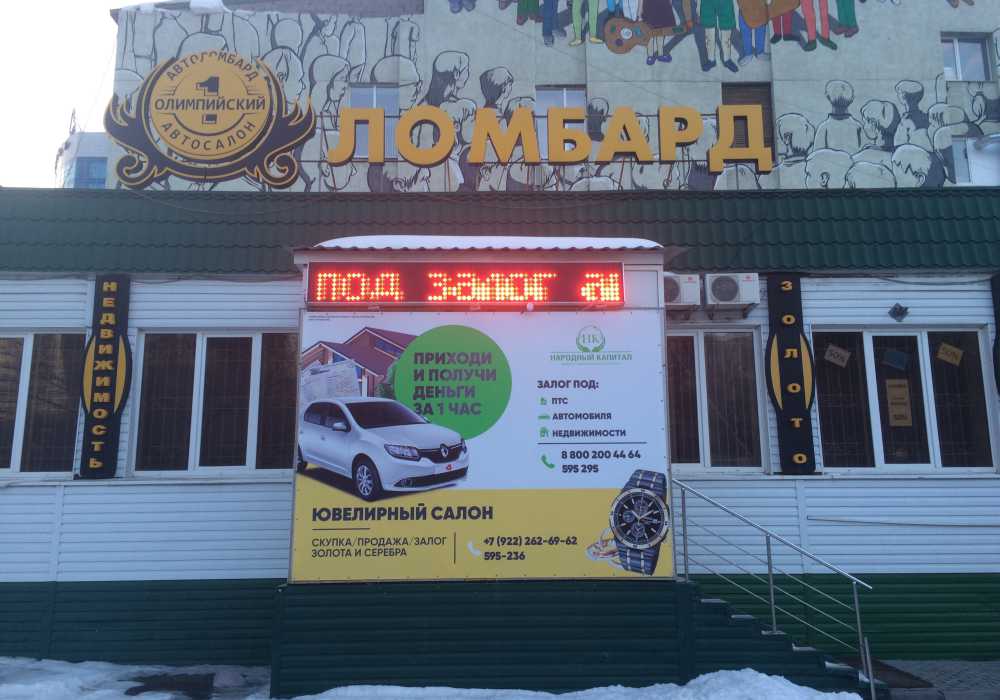 АВТОЛОМБАРД
1
ОЛИМПИЙСКИЙ
АВТОСАЛОН
ЛОМБАРД
ПОД ЗАЛОГ
НЕДВИЖИМОСТЬ
ПРИХОДИ
И ПОЛУЧИ
ДЕНЬГИ
ЗА 1 ЧАС
НК
НАРОДНЫЙ КАПИТАЛ
ЗАЛОГ ПОД:
ПТС
АВТОМОБИЛЯ
НЕДВИЖИМОСТИ
8 800 200 44 64
595 295
ЮВЕЛИРНЫЙ САЛОН
СКУПКА/ПРОДАЖА/ЗАЛОГ
ЗОЛОТА И СЕРЕБРА
+7 (922) 262-69-62
595-236
ЗОЛОТО
50%
50%